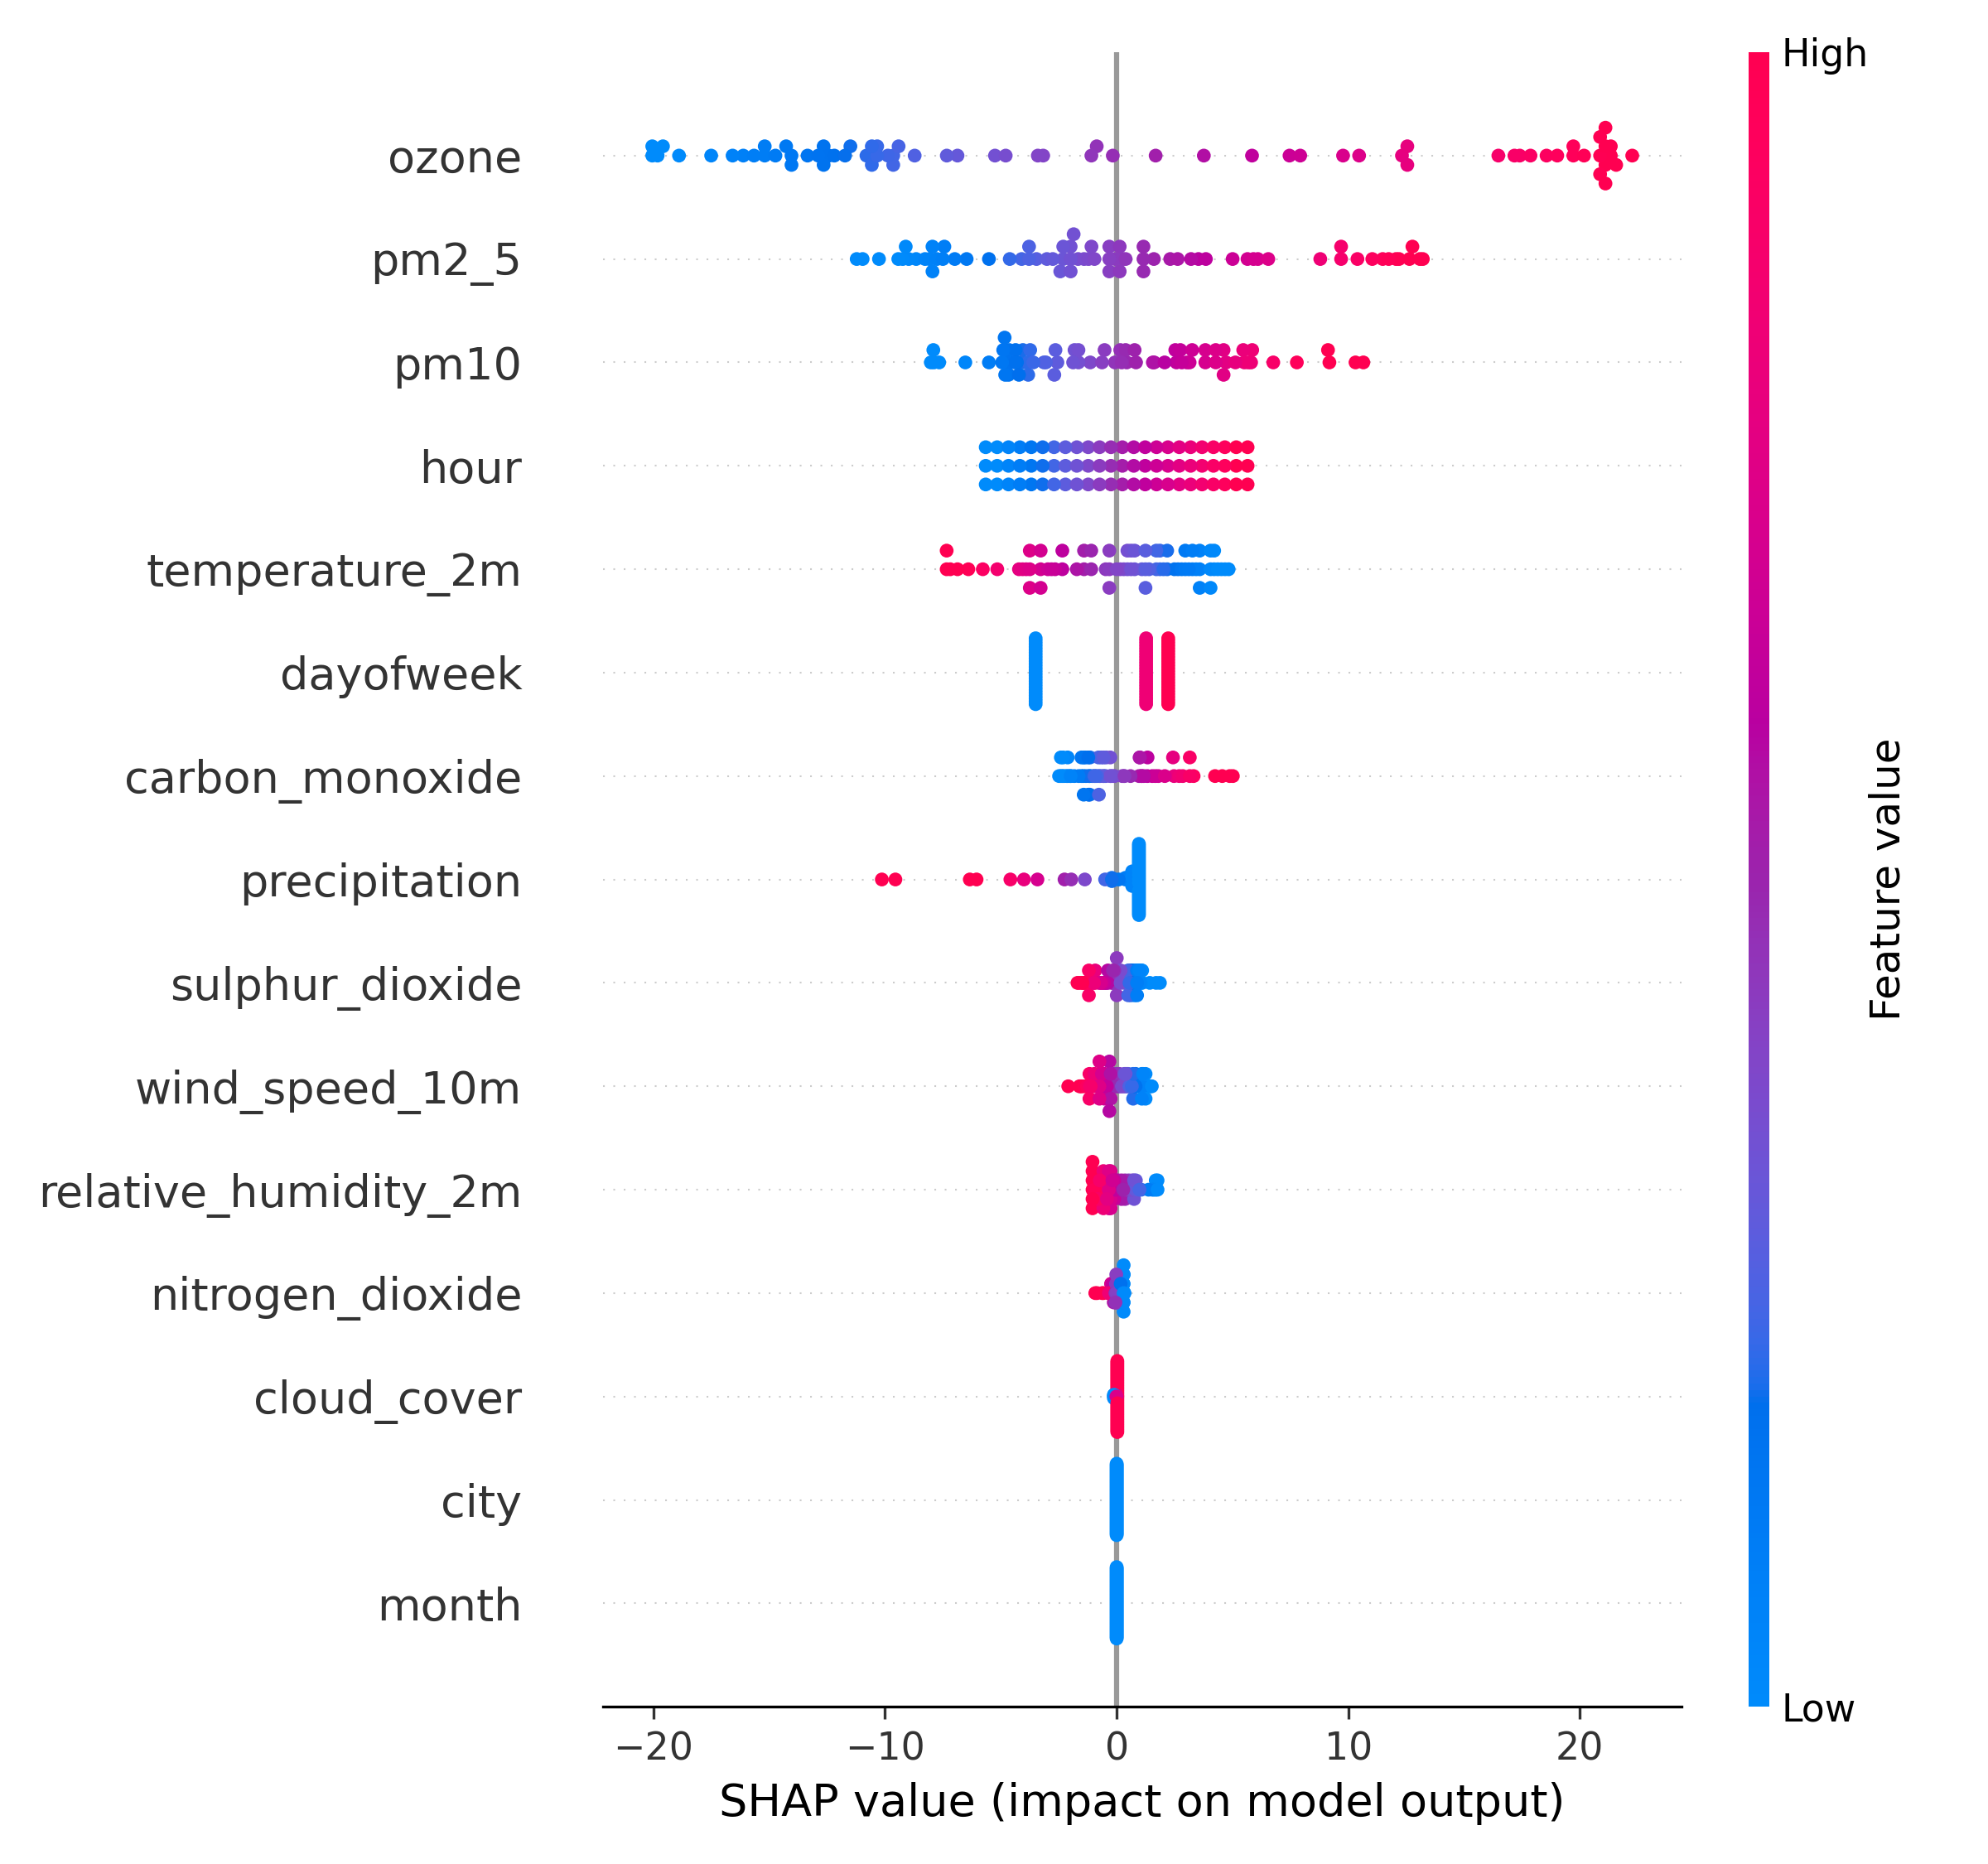 High
ozone
pm2_5
pm10
hour
temperature_2m
dayofweek
carbon_monoxide
precipitation
sulphur_dioxide
wind_speed_10m
relative_humidity_2m
nitrogen_dioxide
cloud_cover
city
month
Feature value
Low
−20
−10
0
10
20
SHAP value (impact on model output)